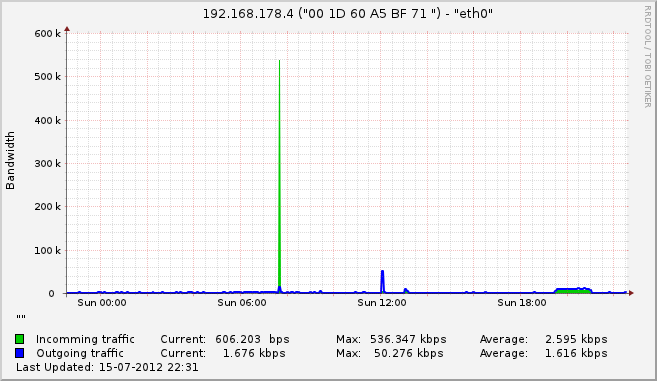 192.168.178.4 ("00 1D 60 A5 BF 71 ") - "eth0"
RRDTOOL / TOBI OETIKER
Bandwidth
600 k
500 k
400 k
300 k
200 k
100 k
0
Sun 00:00 Sun 06:00 Sun 12:00 Sun 18:00
""
Incomming traffic Current: 606.203 bps Max: 536.347 kbps Average: 2.595 kbps
Outgoing traffic Current: 1.676 kbps Max: 50.276 kbps Average: 1.616 kbps
Last Updated: 15-07-2012 22:31